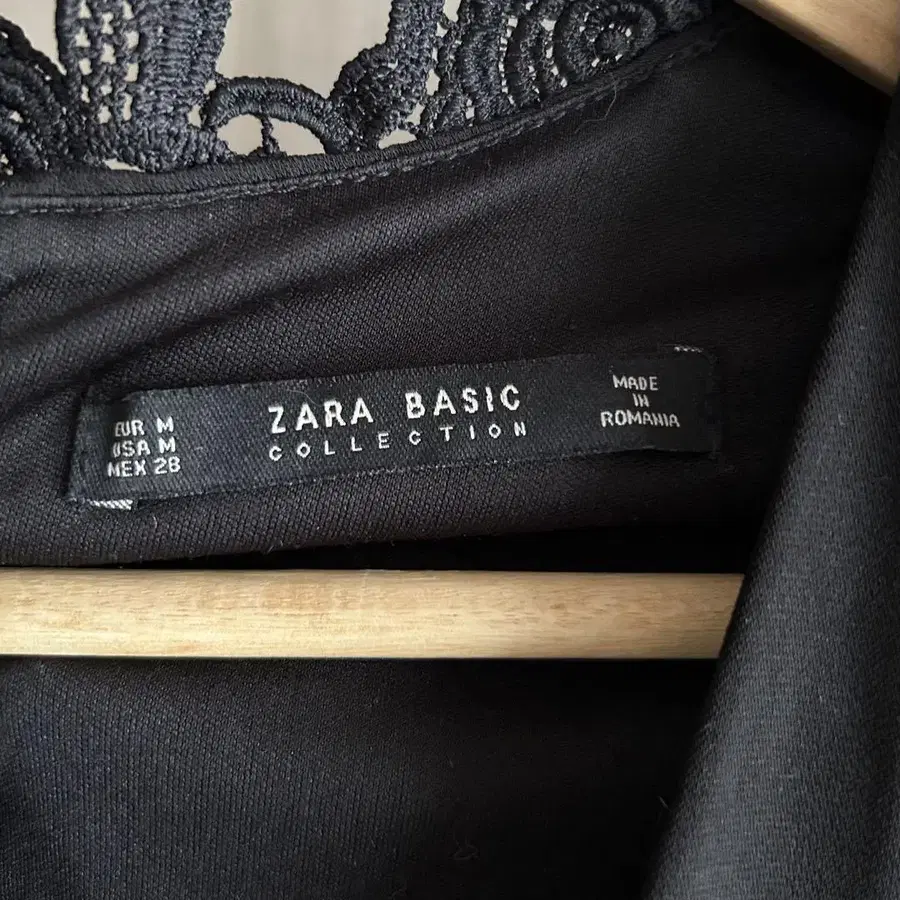 EUR M
USA M
MEX 28
ZARA BASIC
COLLECTION
MADE
IN
ROMANIA